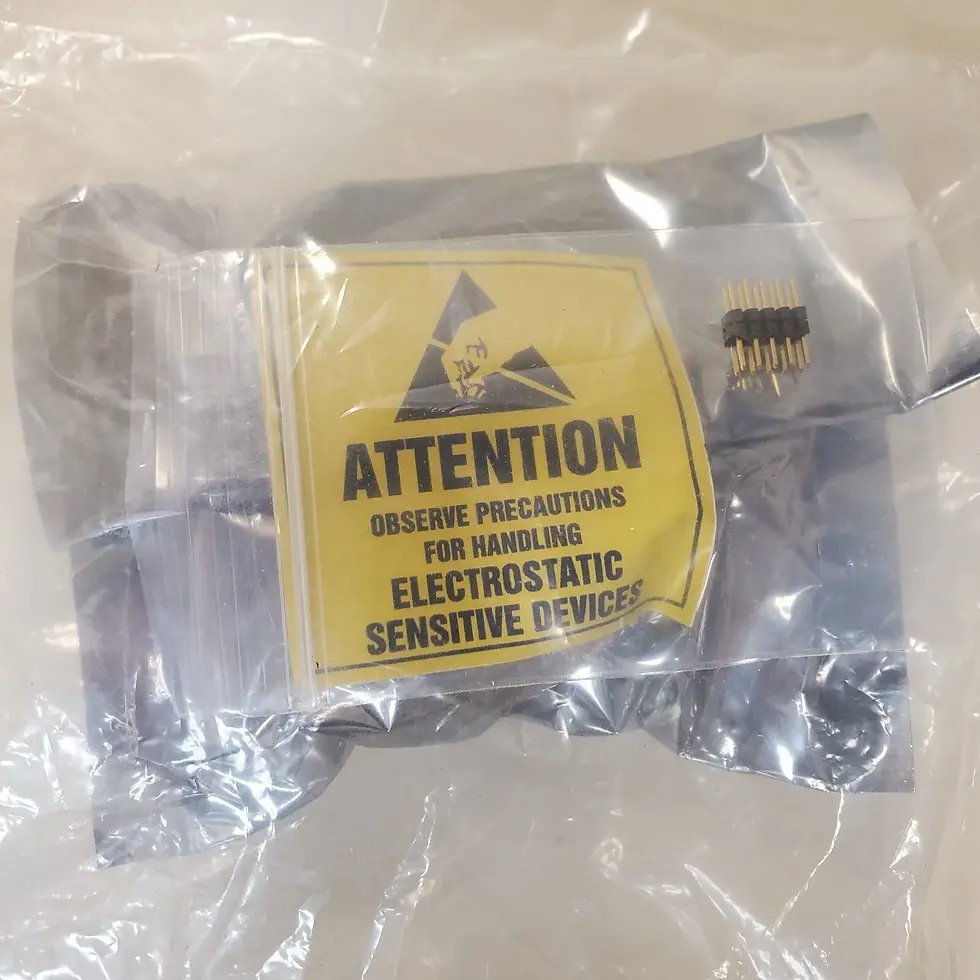 ATTENTION
OBSERVE PRECAUTIONS
FOR HANDLING
ELECTROSTATIC
SENSITIVE DEVICES